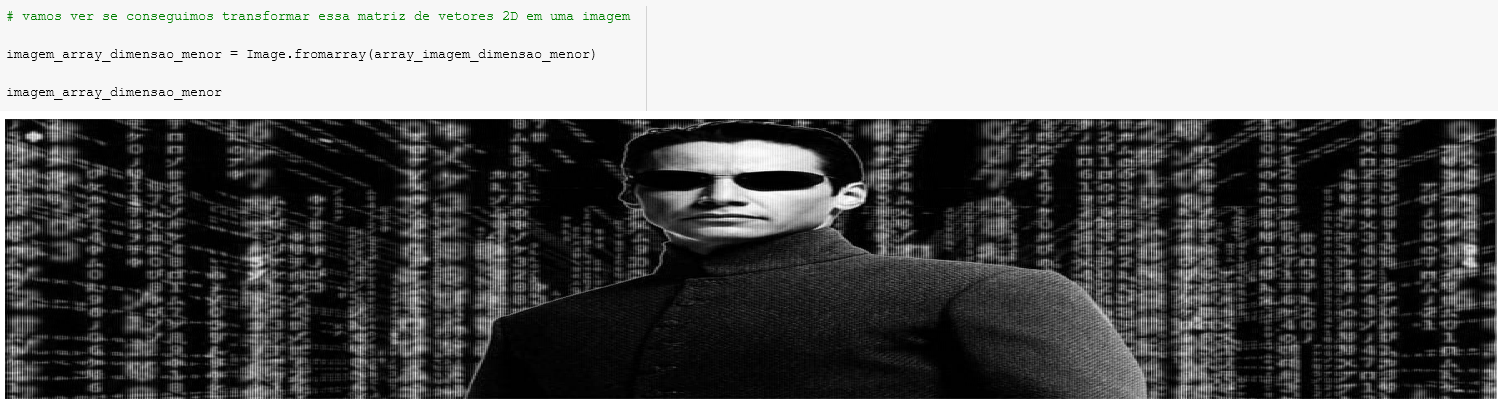 # vamos ver se conseguimos transformar essa matriz de vetores 2D em uma imagem
imagem_array_dimensao_menor = Image.fromarray(array_imagem_dimensao_menor)
imagem_array_dimensao_menor